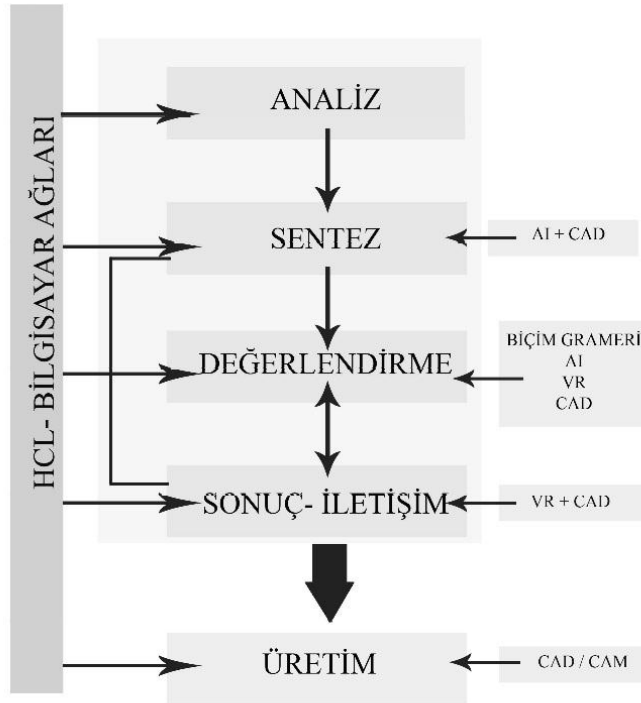 HCL- BİLGİSAYAR AĞLARI
ANALİZ
SENTEZ
AI + CAD
DEĞERLENDİRME
BİÇİM GRAMERİ
AI
VR
CAD
SONUÇ- İLETİŞİM
VR + CAD
ÜRETİM
CAD / CAM